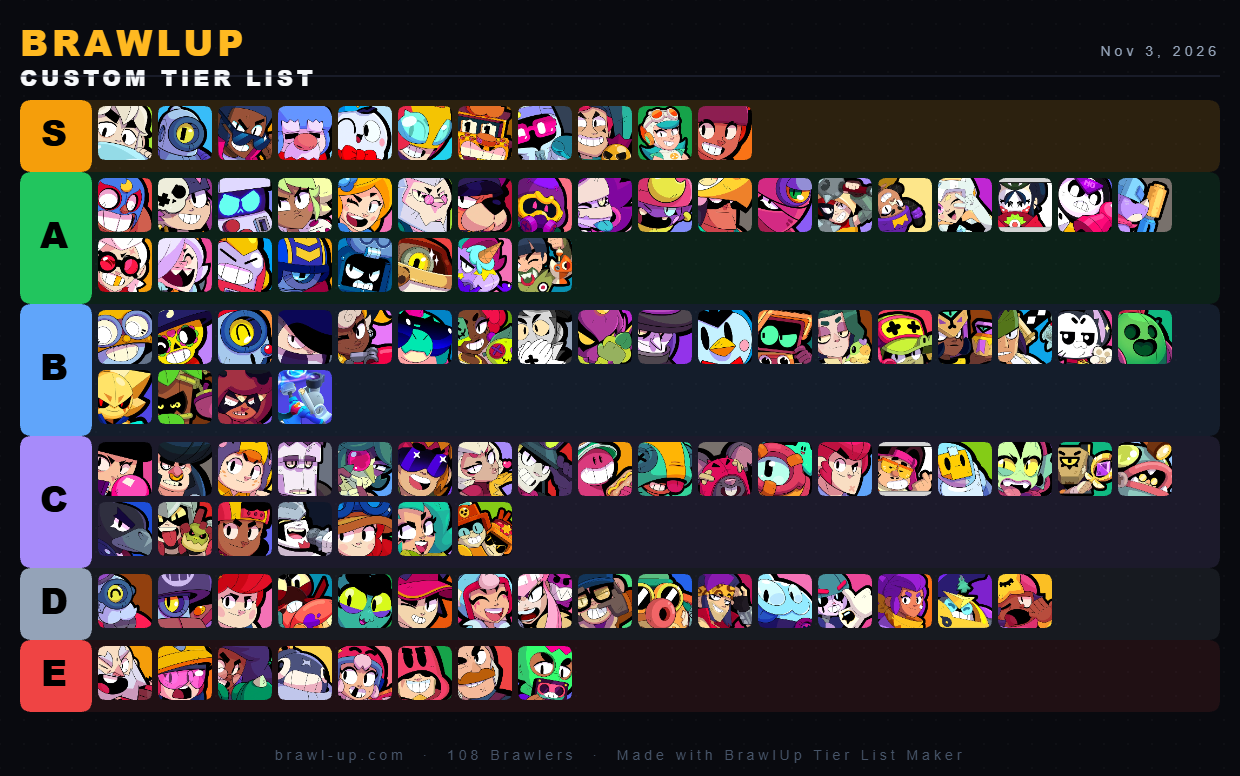 BRAWLUP
Nov 3, 2026
CUSTOM TIER LIST
S
A
B
C
D
E
brawl-up.com · 108 Brawlers · Made with BrawlUp Tier List Maker